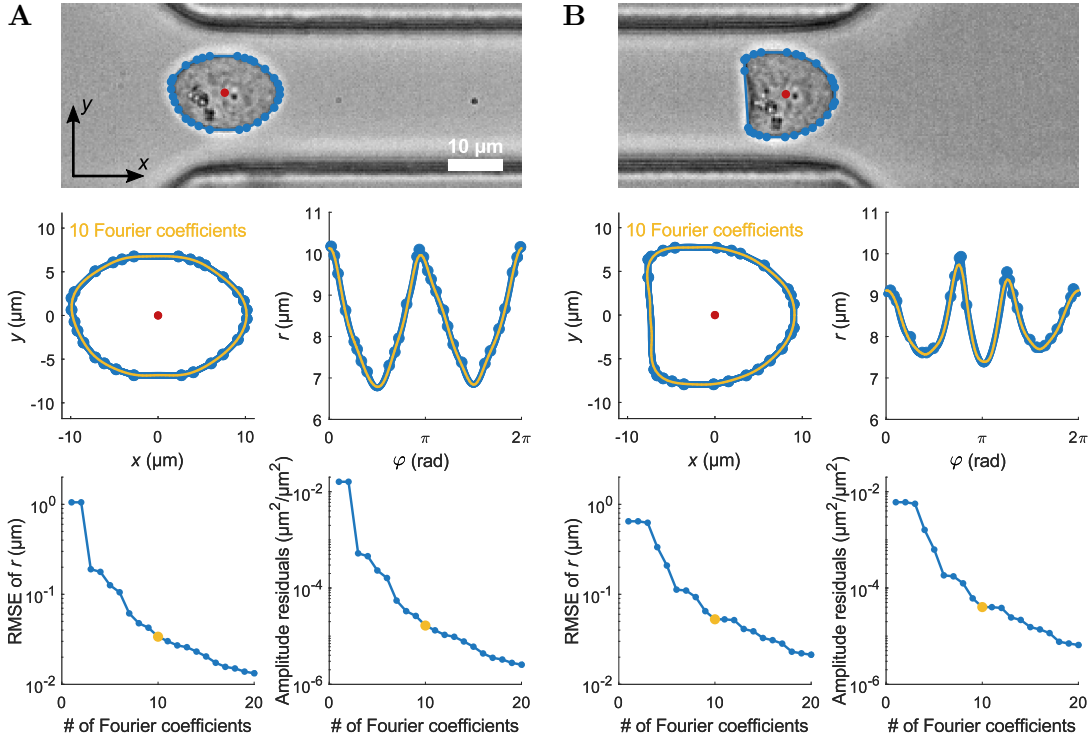 A
B
y
x
10 µm
10 Fourier coefficients
y (µm)
10
5
0
-5
-10
-10
0
10
x (µm)
r (µm)
11
10
9
8
7
6
0
π
2π
φ (rad)
10 Fourier coefficients
y (µm)
10
5
0
-5
-10
-10
0
10
x (µm)
r (µm)
11
10
9
8
7
6
0
π
2π
φ (rad)
RMSE of r (µm)
10⁰
10⁻¹
10⁻²
0
10
20
# of Fourier coefficients
Amplitude residuals (µm²/µm²)
10⁻²
10⁻⁴
10⁻⁶
0
10
20
# of Fourier coefficients
RMSE of r (µm)
10⁰
10⁻¹
10⁻²
0
10
20
# of Fourier coefficients
Amplitude residuals (µm²/µm²)
10⁻²
10⁻⁴
10⁻⁶
0
10
20
# of Fourier coefficients